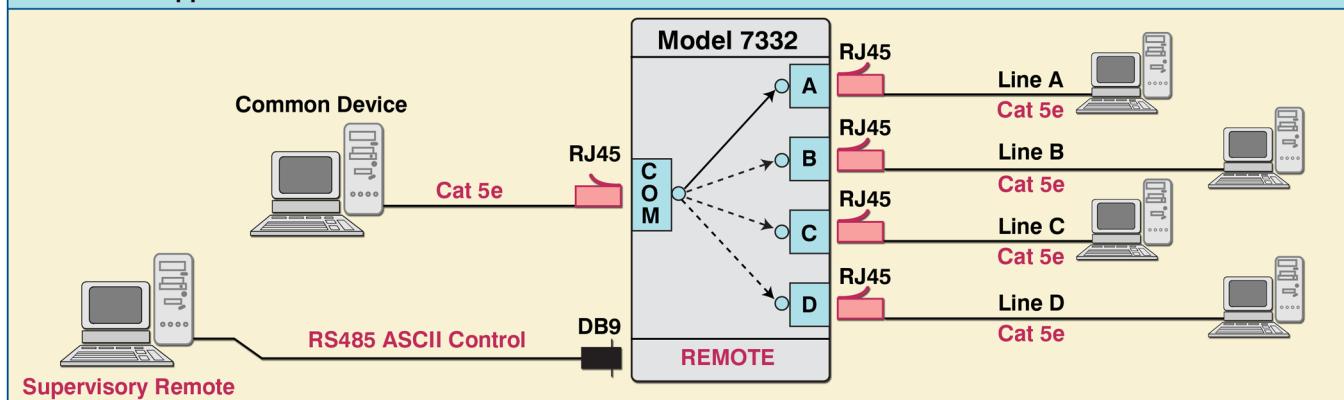 Model 7332
Common Device
RJ45
Cat 5e
COM
A
B
C
D
RJ45
Line A
Cat 5e
RJ45
Line B
Cat 5e
RJ45
Line C
Cat 5e
RJ45
Line D
Cat 5e
DB9
RS485 ASCII Control
REMOTE
Supervisory Remote